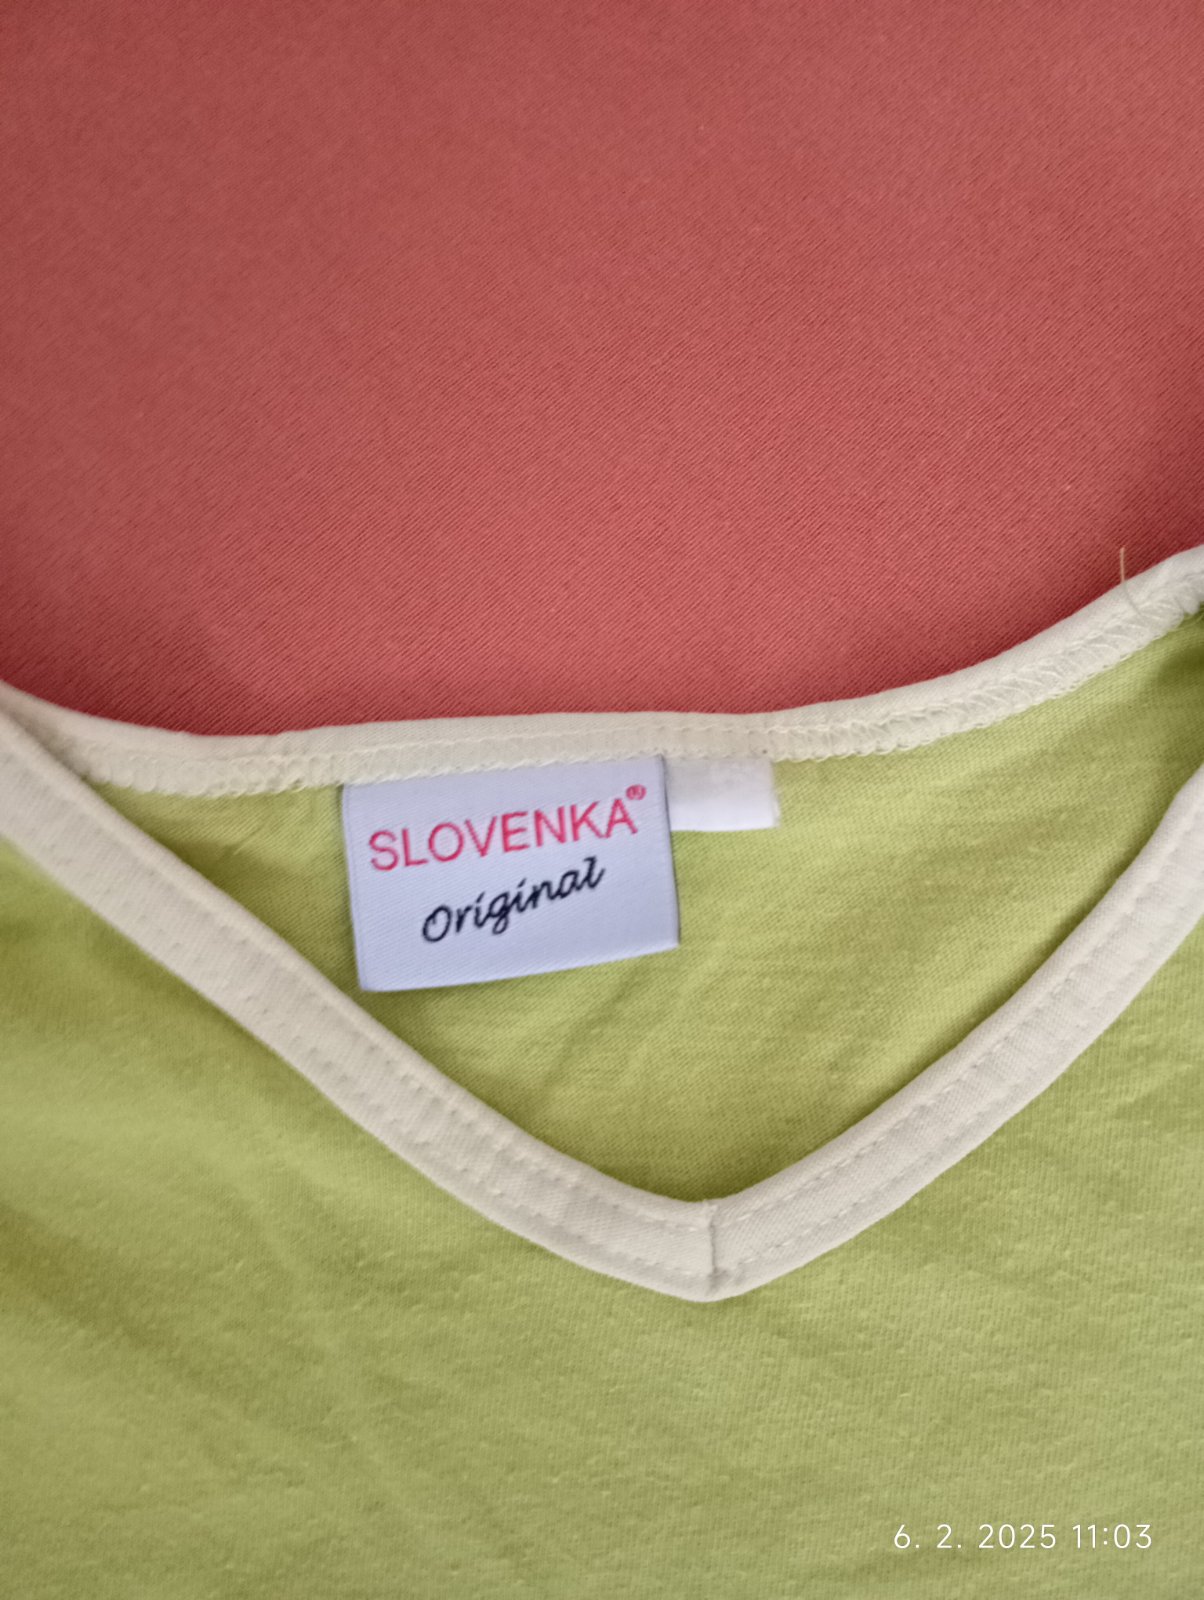 SLOVENKA®
Original
6. 2. 2025 11:03